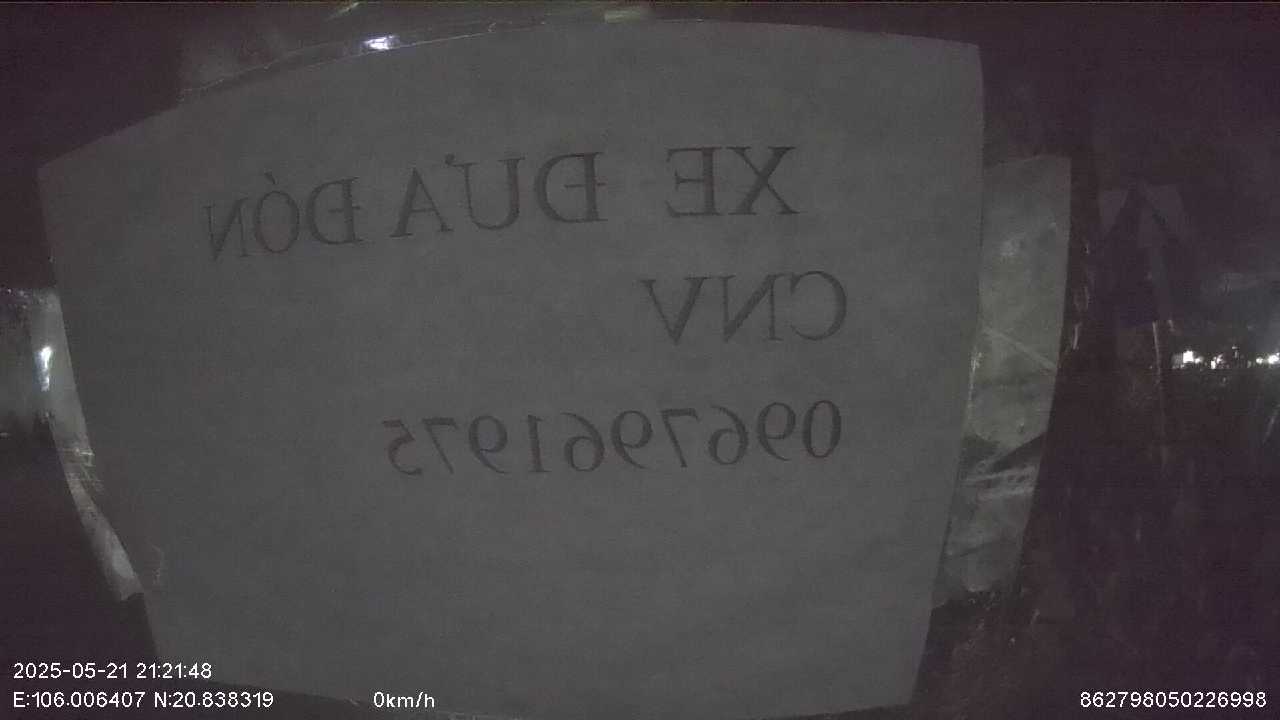 XE ĐƯA ĐÓN
CNV
0967961975
2025-05-21 21:21:48
E:106.006407 N:20.838319
0km/h
862798050226998